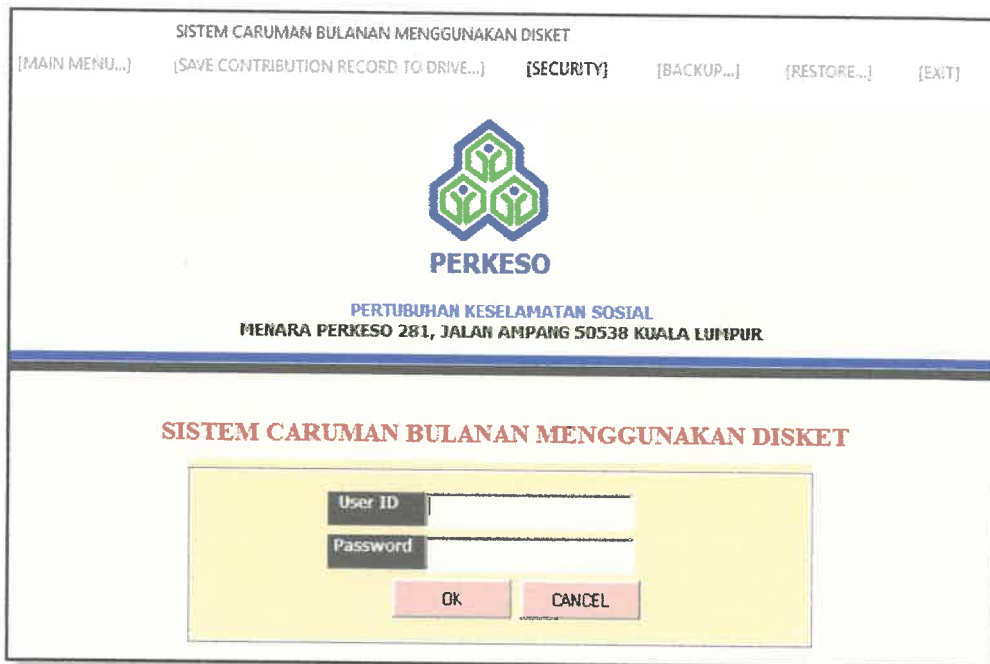 SISTEM CARUMAN BULANAN MENGGUNAKAN DISKET
[MAIN MENU...] [SAVE CONTRIBUTION RECORD TO DRIVE...] [SECURITY] [BACKUP...] [RESTORE...] [EXIT]
PERKESO
PERTUBUHAN KESELAMATAN SOSIAL
MENARA PERKESO 281, JALAN AMPANG 50538 KUALA LUMPUR
SISTEM CARUMAN BULANAN MENGGUNAKAN DISKET
User ID
Password
OK CANCEL